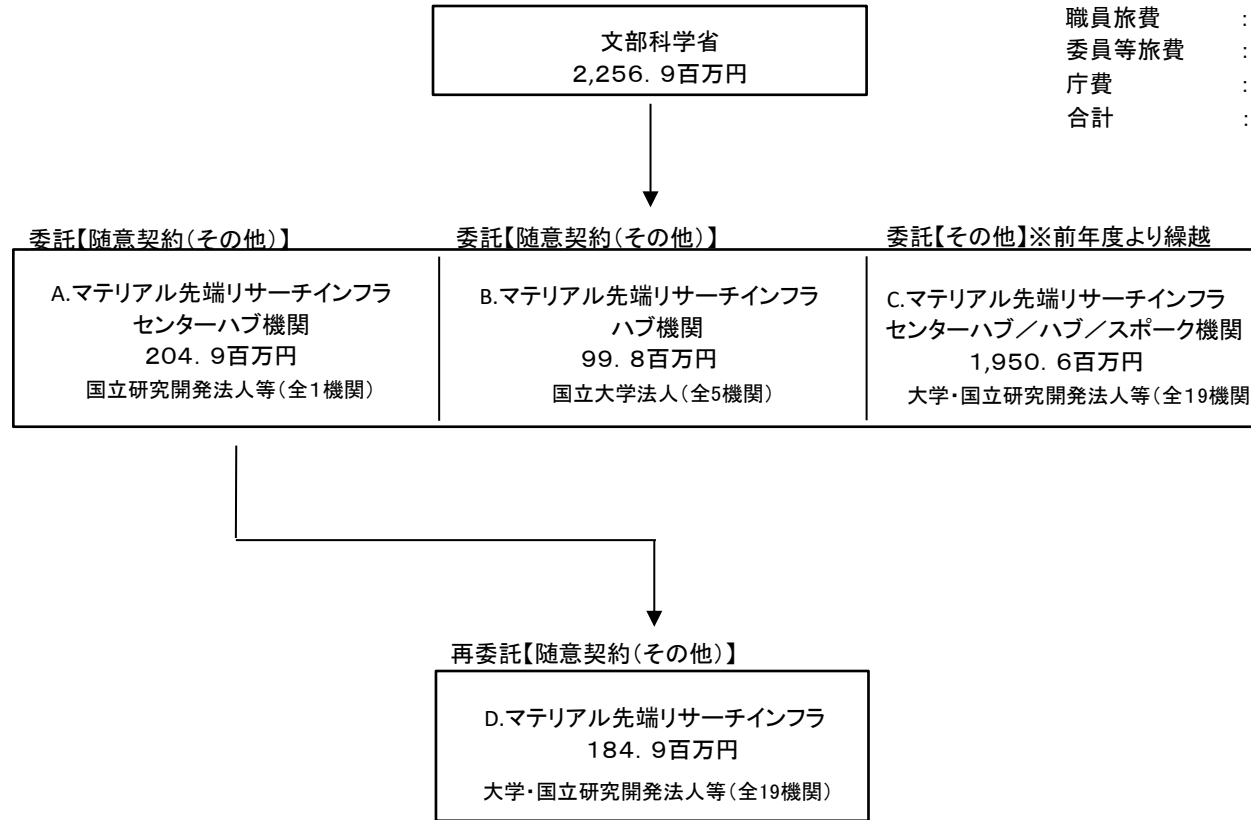 文部科学省
2,256．9百万円
職員旅費 :
委員等旅費 :
庁費 :
合計 :
委託【随意契約（その他）】
A.マテリアル先端リサーチインフラ
センターハブ機関
204．9百万円
国立研究開発法人等（全1機関）
委託【随意契約（その他）】
B.マテリアル先端リサーチインフラ
ハブ機関
99．8百万円
国立大学法人（全5機関）
委託【その他】※前年度より繰越
C.マテリアル先端リサーチインフラ
センターハブ／ハブ／スポーク機関
1,950．6百万円
大学・国立研究開発法人等（全19機関
再委託【随意契約（その他）】
D.マテリアル先端リサーチインフラ
184．9百万円
大学・国立研究開発法人等（全19機関）